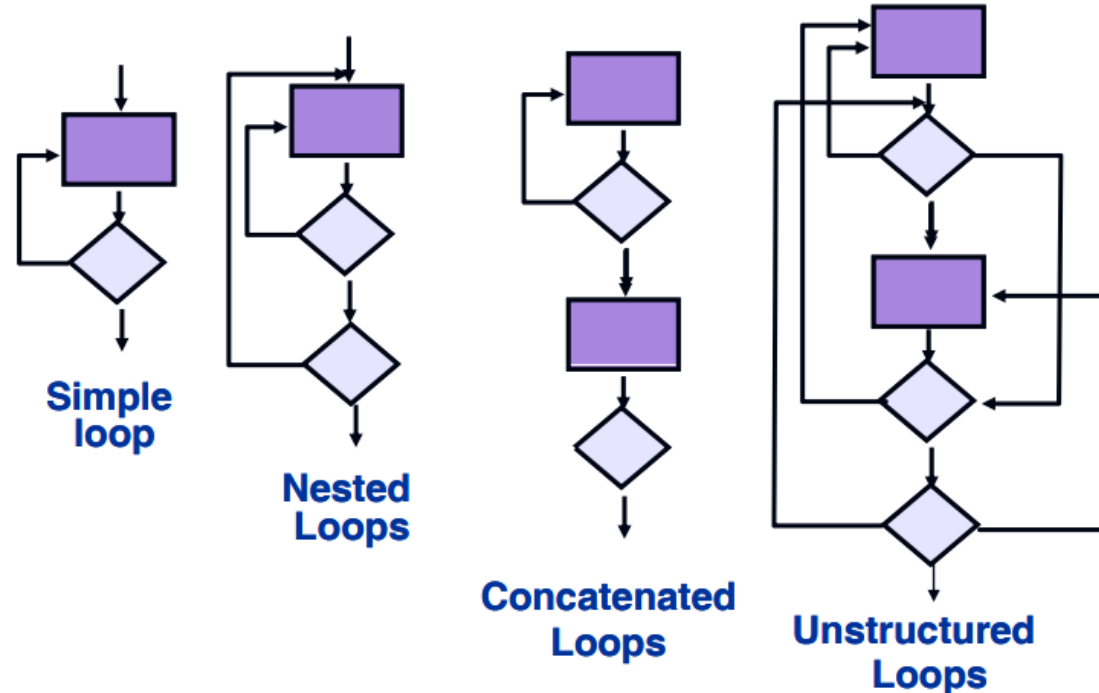 Simple
loop
Nested
Loops
Concatenated
Loops
Unstructured
Loops